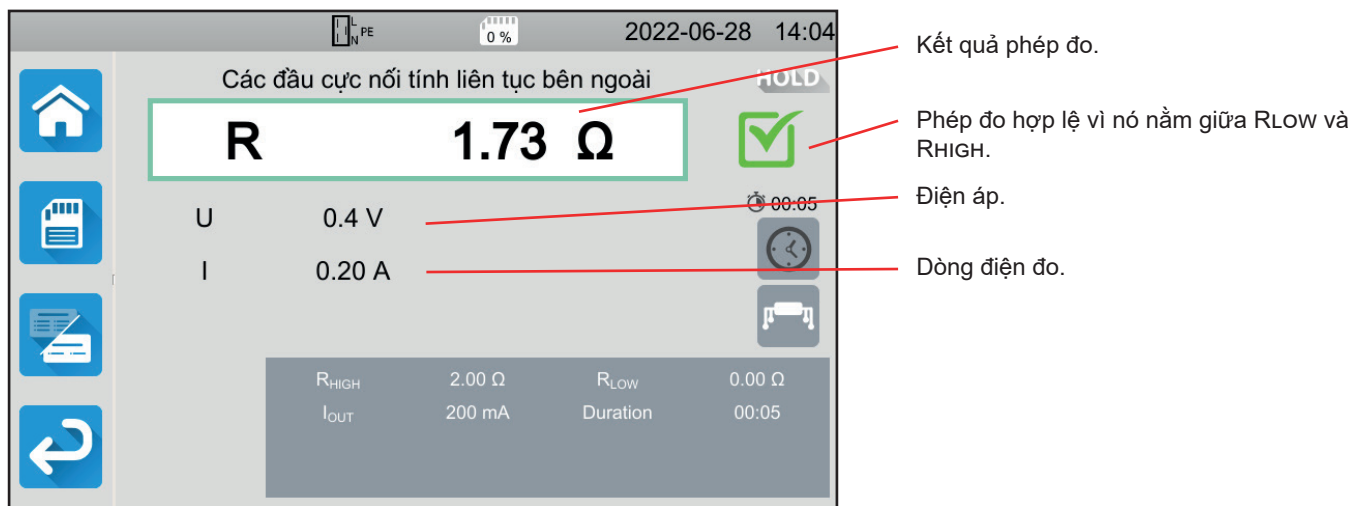 L
N PE
0 %
2022-06-28 14:04
Các đầu cực nối tính liên tục bên ngoài
HOLD
R 1.73 Ω
U 0.4 V
00:05
I 0.20 A
RHIGH 2.00 Ω RLOW 0.00 Ω
IOUT 200 mA Duration 00:05
Kết quả phép đo.
Phép đo hợp lệ vì nó nằm giữa RLOW và
RHIGH.
Điện áp.
Dòng điện đo.